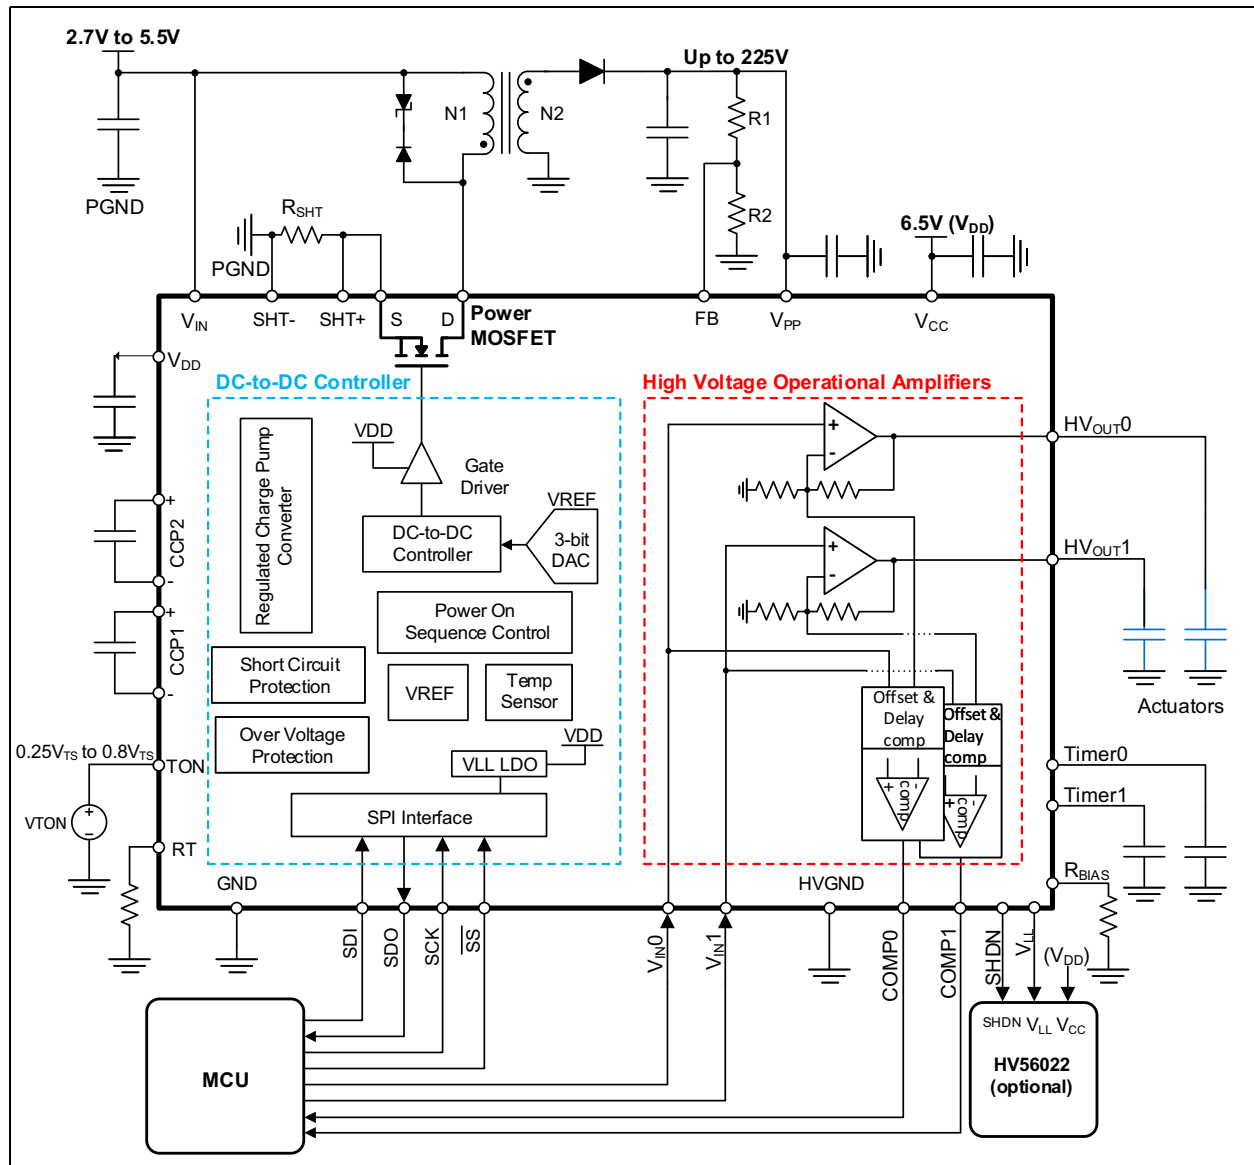 2.7V to 5.5V
Up to 225V
N1
N2
R1
PGND
R2
RSHT
6.5V (VDD)
PGND
VIN
SHT-
SHT+
S
D
Power
MOSFET
FB
VPP
VCC
VDD
DC-to-DC Controller
High Voltage Operational Amplifiers
HVOUT0
VDD
Gate
Driver
Regulated Charge Pump
Converter
VREF
3-bit
DAC
DC-to-DC
Controller
+
-
+
CCP2
-
+
-
HVOUT1
Power On
Sequence Control
+
CCP1
-
Short Circuit
Protection
VREF
Temp
Sensor
Offset &
Delay
comp
Offset &
Delay
comp
Actuators
Over Voltage
Protection
VDD
VLL LDO
0.25VTS to 0.8VTS
TON
Timer0
+ -
comp
+ -
comp
Timer1
SPI Interface
VTON
+
−
RT
RBIAS
GND
HVGND
SDI
SDO
SCK
SS
VIN0
VIN1
COMP0
COMP1
SHDN
VLL
(VDD)
MCU
SHDN VLL VCC
HV56022
(optional)